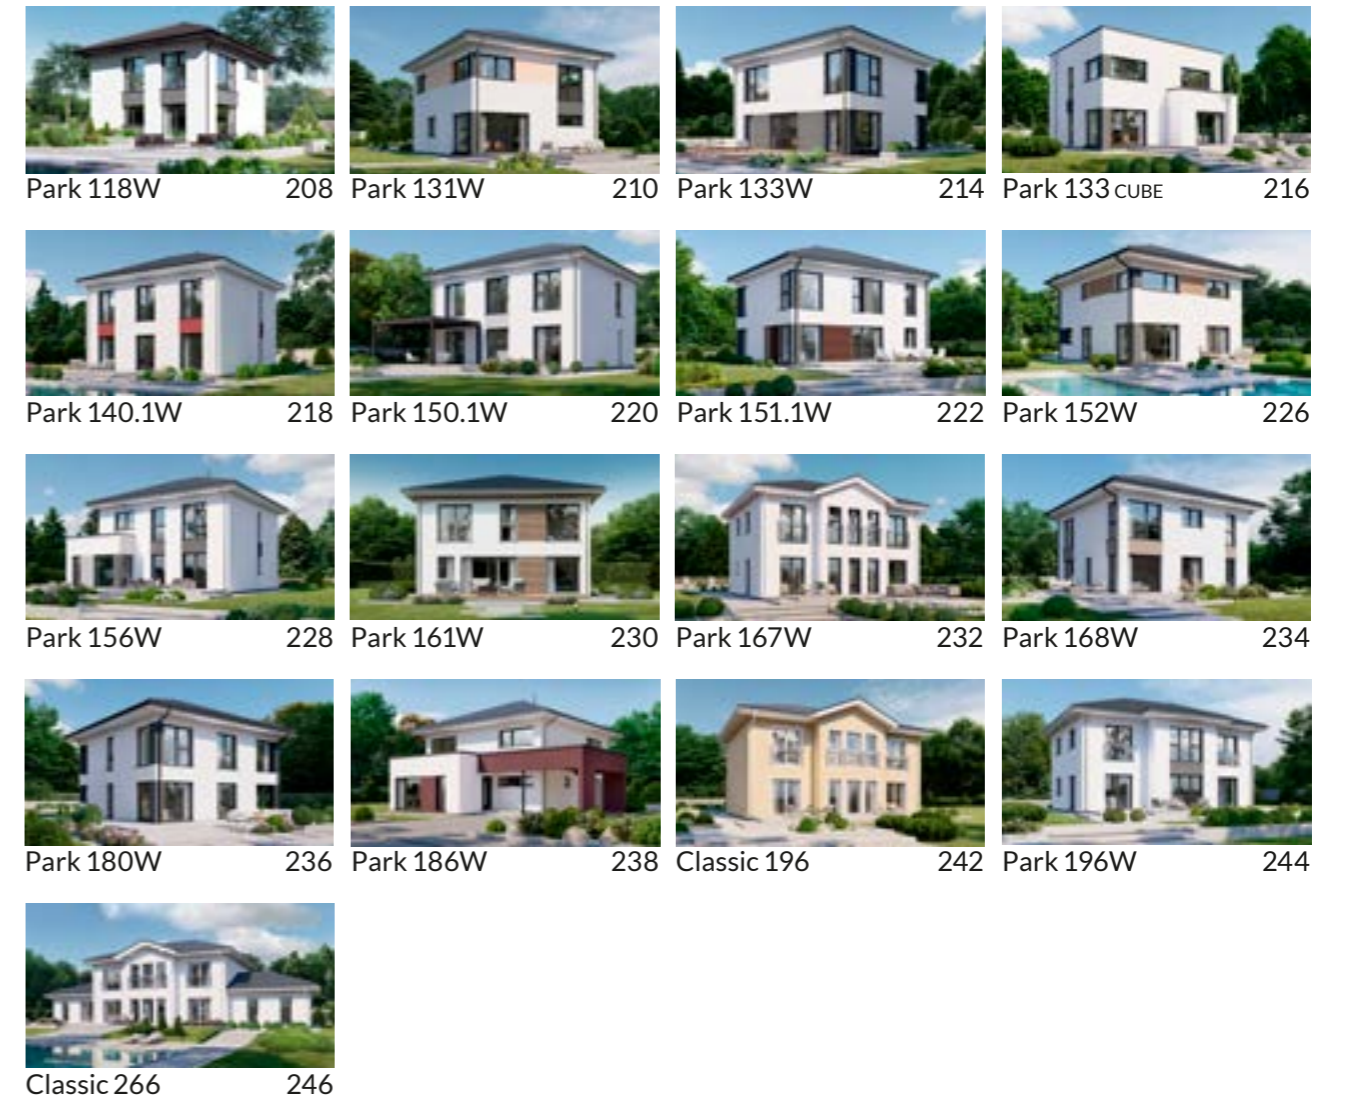 Park 118W 208 Park 131W 210 Park 133W 214 Park 133 CUBE 216
Park 140.1W 218 Park 150.1W 220 Park 151.1W 222 Park 152W 226
Park 156W 228 Park 161W 230 Park 167W 232 Park 168W 234
Park 180W 236 Park 186W 238 Classic 196 242 Park 196W 244
Classic 266 246